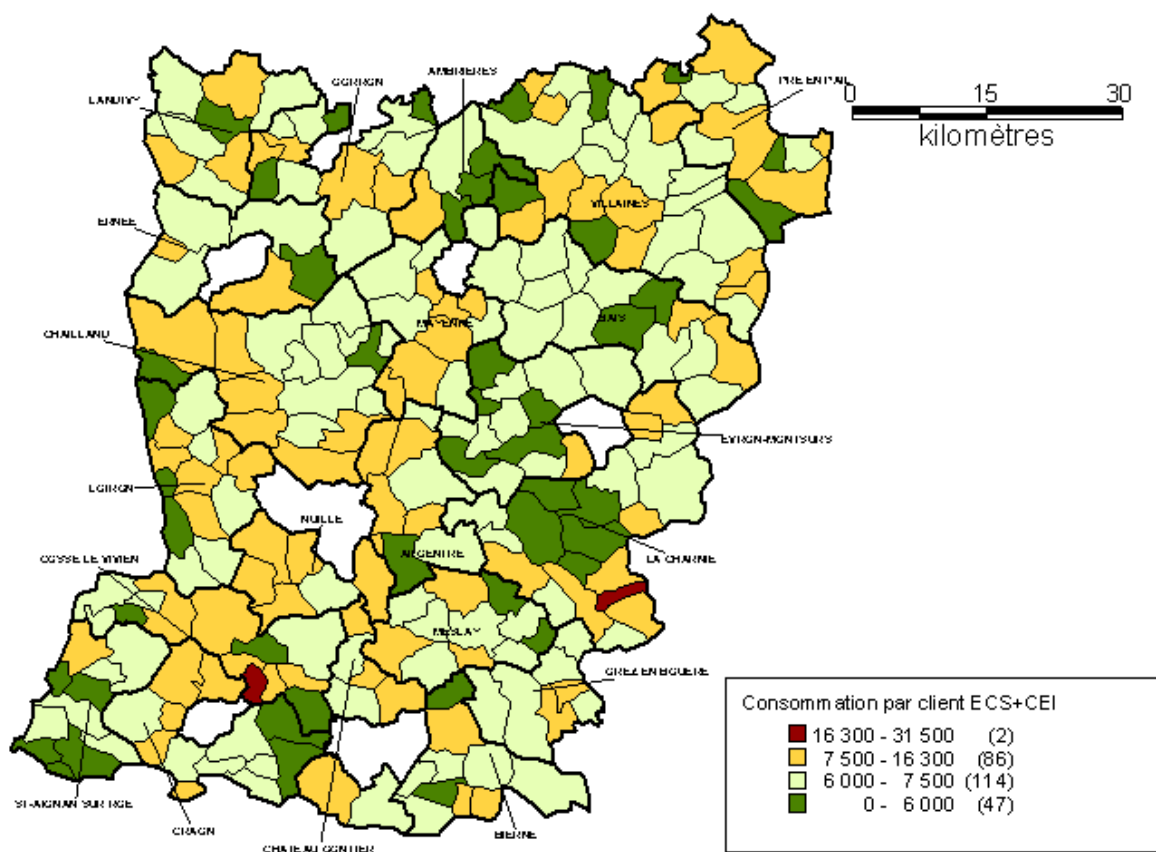 GORRON
AMBRIERES
PRE EN PAIL
LANDIVY
0 15 30
kilomètres
VILLAINES
ERNEE
BAIS
MAYENNE
CHAILLAND
EVRON-MONTSURS
LOIRON
NUILLE
ARGENTRE
LA CHARNIE
COSSE LE VIVIEN
MESLAY
GREZ EN BOUERE
Consommation par client ECS+CEI
16 300 - 31 500 (2)
7 500 - 16 300 (86)
6 000 - 7 500 (114)
0 - 6 000 (47)
ST-AIGNAN SUR ROE
CRAON
BIERNE
CHATEAU GONTIER